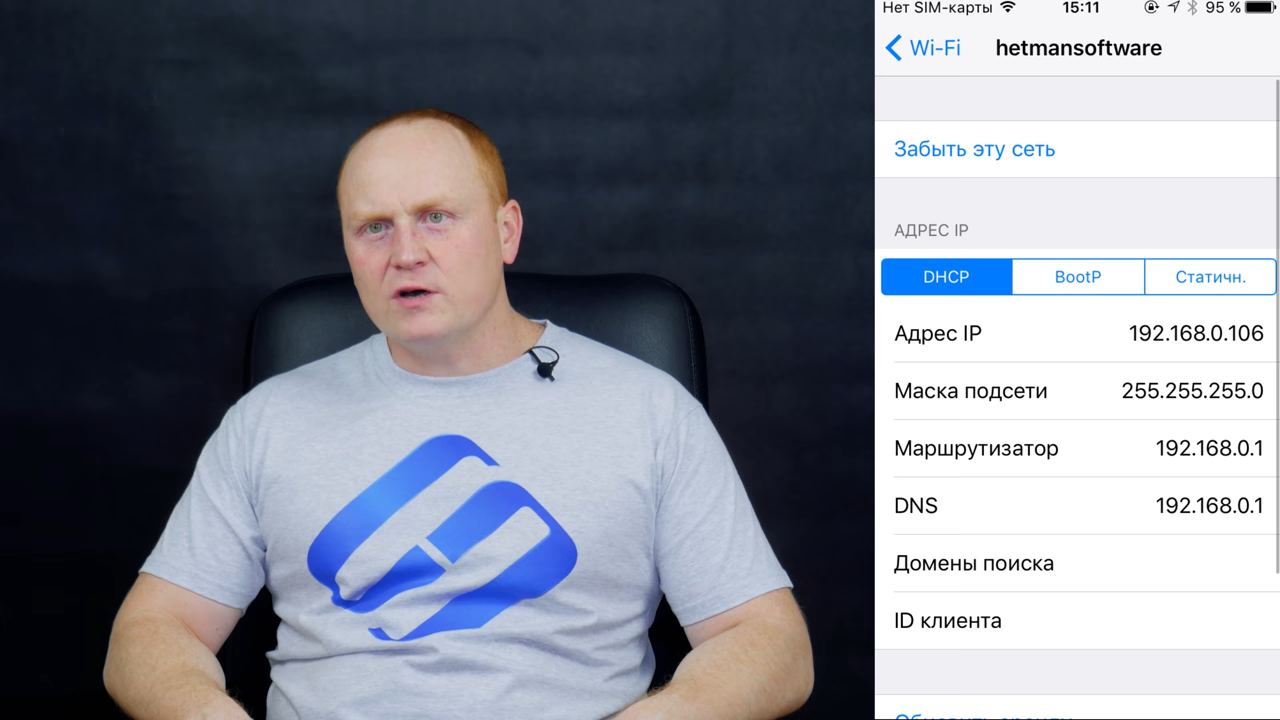 Нет SIM-карты 15:11 95 %
Wi-Fi hetmansoftware
Забыть эту сеть
АДРЕС IP
DHCP BootP Статичн.
Адрес IP 192.168.0.106
Маска подсети 255.255.255.0
Маршрутизатор 192.168.0.1
DNS 192.168.0.1
Домены поиска
ID клиента